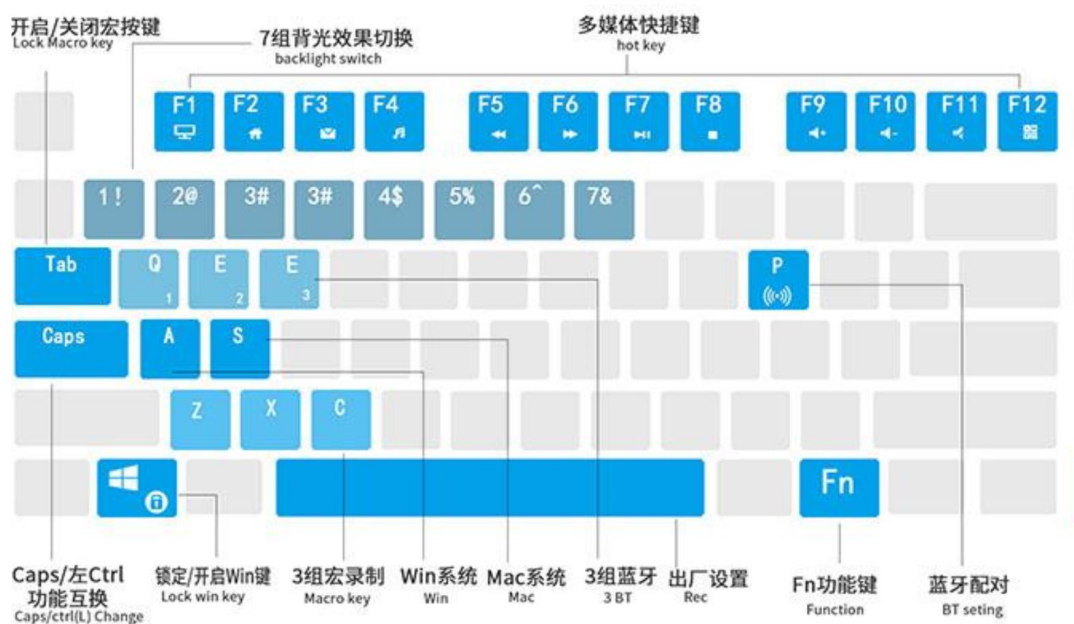 开启/关闭宏按键
Lock Macro key
7组背光效果切换
backlight switch
多媒体快捷键
hot key
F1 F2 F3 F4 F5 F6 F7 F8 F9 F10 F11 F12
1! 2@ 3# 3# 4$ 5% 6^ 7&
Tab Q 1 E 2 E 3 P
Caps A S
Z X C
Fn
Caps/左Ctrl
功能互换
Caps/ctrl(L) Change
锁定/开启Win键
Lock win key
3组宏录制
Macro key
Win系统
Win
Mac系统
Mac
3组蓝牙
3 BT
出厂设置
Rec
Fn功能键
Function
蓝牙配对
BT seting